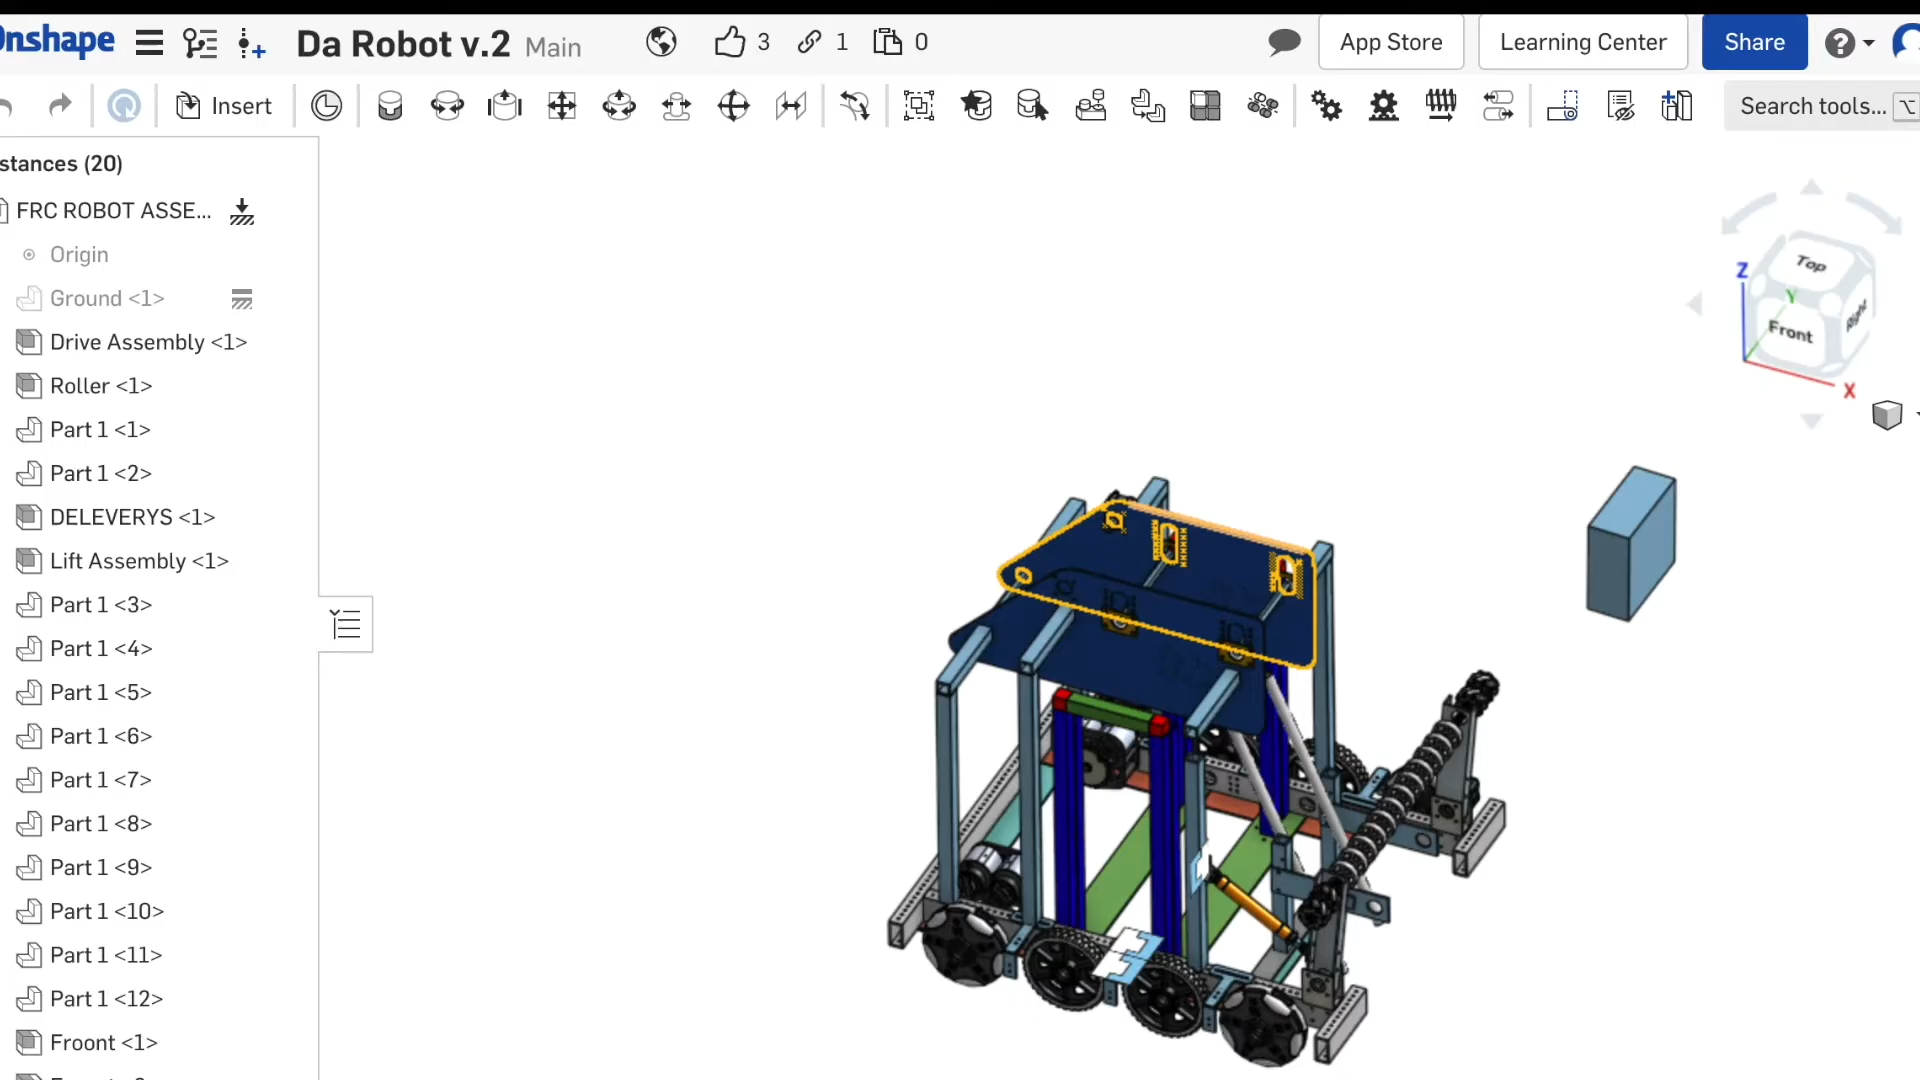 nshape
Da Robot v.2 Main
3
1
0
App Store
Learning Center
Share
Insert
Search tools...
stances (20)
FRC ROBOT ASSE...
Origin
Ground <1>
Drive Assembly <1>
Roller <1>
Part 1 <1>
Part 1 <2>
DELEVERYS <1>
Lift Assembly <1>
Part 1 <3>
Part 1 <4>
Part 1 <5>
Part 1 <6>
Part 1 <7>
Part 1 <8>
Part 1 <9>
Part 1 <10>
Part 1 <11>
Part 1 <12>
Froont <1>
Top
Front
Right
Z
Y
X